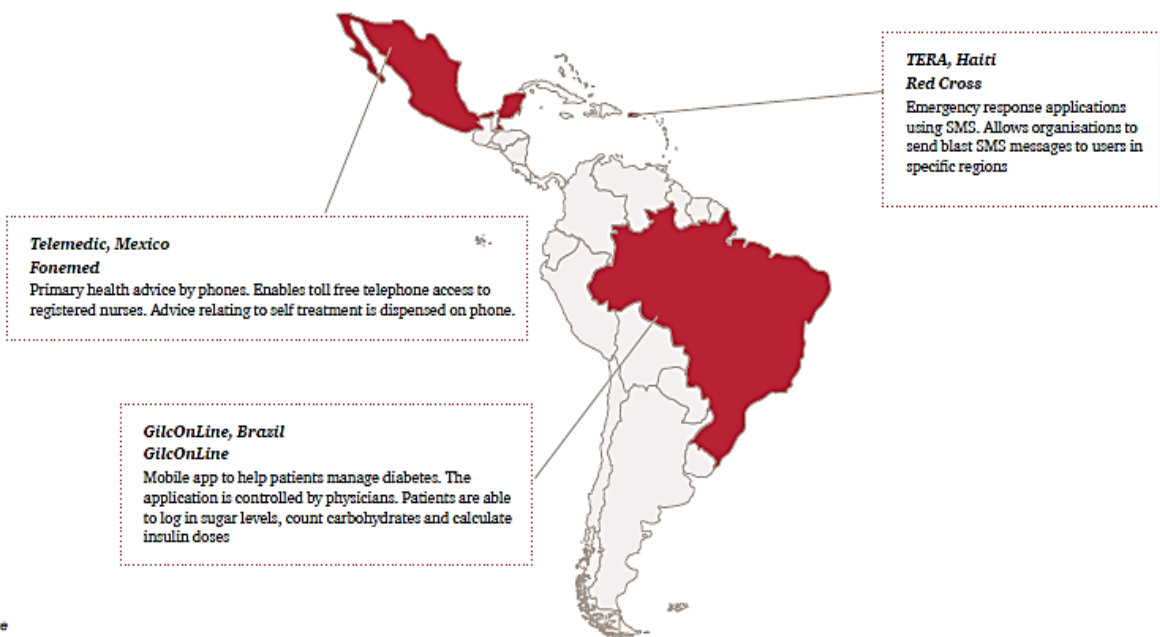 TERA, Haiti
Red Cross
Emergency response applications
using SMS. Allows organisations to
send blast SMS messages to users in
specific regions
Telemedic, Mexico
Fonemed
Primary health advice by phones. Enables toll free telephone access to
registered nurses. Advice relating to self treatment is dispensed on phone.
GilcOnLine, Brazil
GilcOnLine
Mobile app to help patients manage diabetes. The
application is controlled by physicians. Patients are able
to log in sugar levels, count carbohydrates and calculate
insulin doses